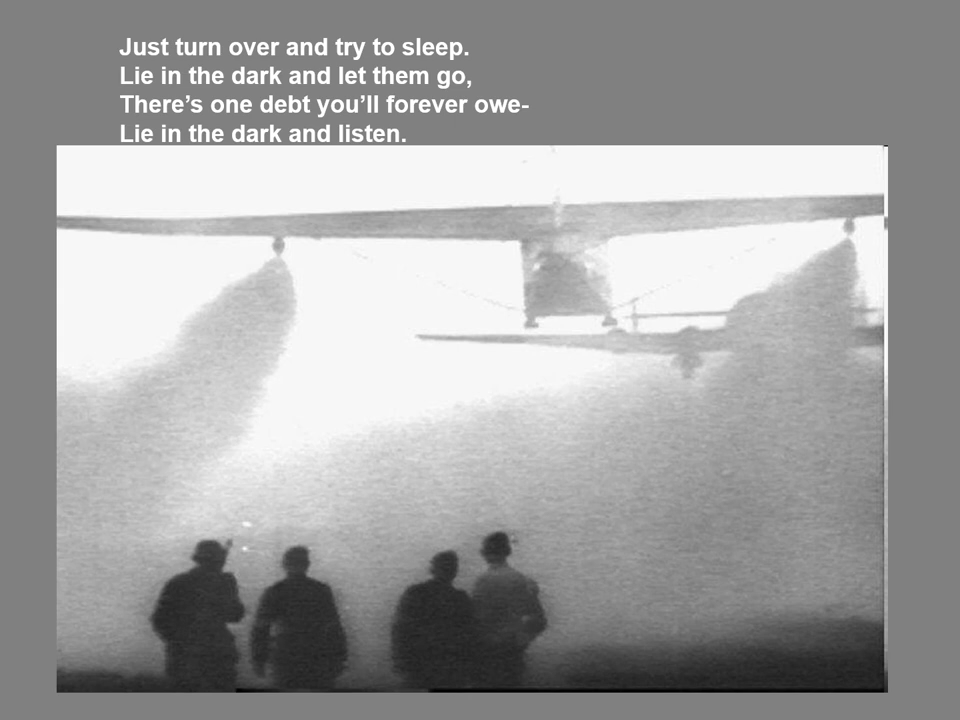 Just turn over and try to sleep.
Lie in the dark and let them go,
There’s one debt you’ll forever owe-
Lie in the dark and listen.